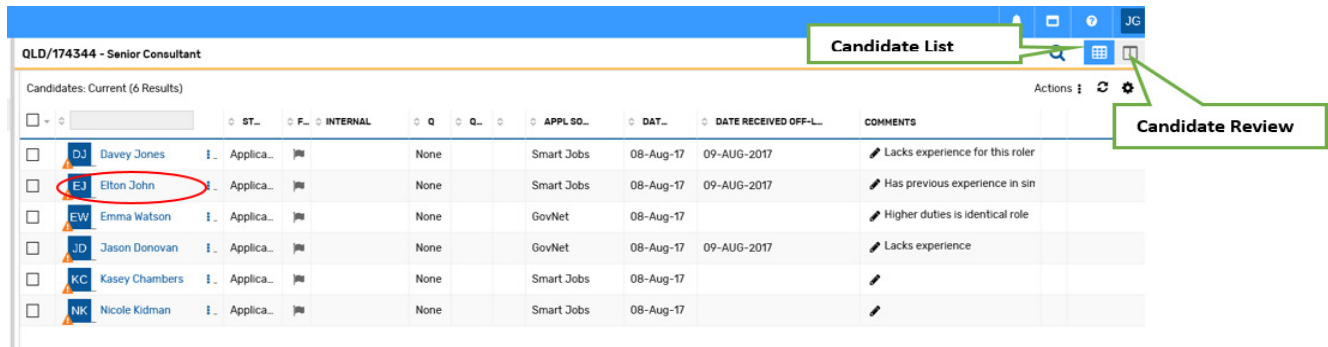 JG
QLD/174344 - Senior Consultant
Candidate List
Candidates: Current (6 Results)
Actions
Candidate Review
ST... F... INTERNAL Q Q... APPL SO... DAT... DATE RECEIVED OFF-L... COMMENTS
DJ Davey Jones Applica... None Smart Jobs 08-Aug-17 09-AUG-2017 Lacks experience for this roler
EJ Elton John Applica... None Smart Jobs 08-Aug-17 09-AUG-2017 Has previous experience in sin
EW Emma Watson Applica... None GovNet 08-Aug-17 Higher duties is identical role
JD Jason Donovan Applica... None GovNet 08-Aug-17 09-AUG-2017 Lacks experience
KC Kasey Chambers Applica... None Smart Jobs 08-Aug-17
NK Nicole Kidman Applica... None Smart Jobs 08-Aug-17